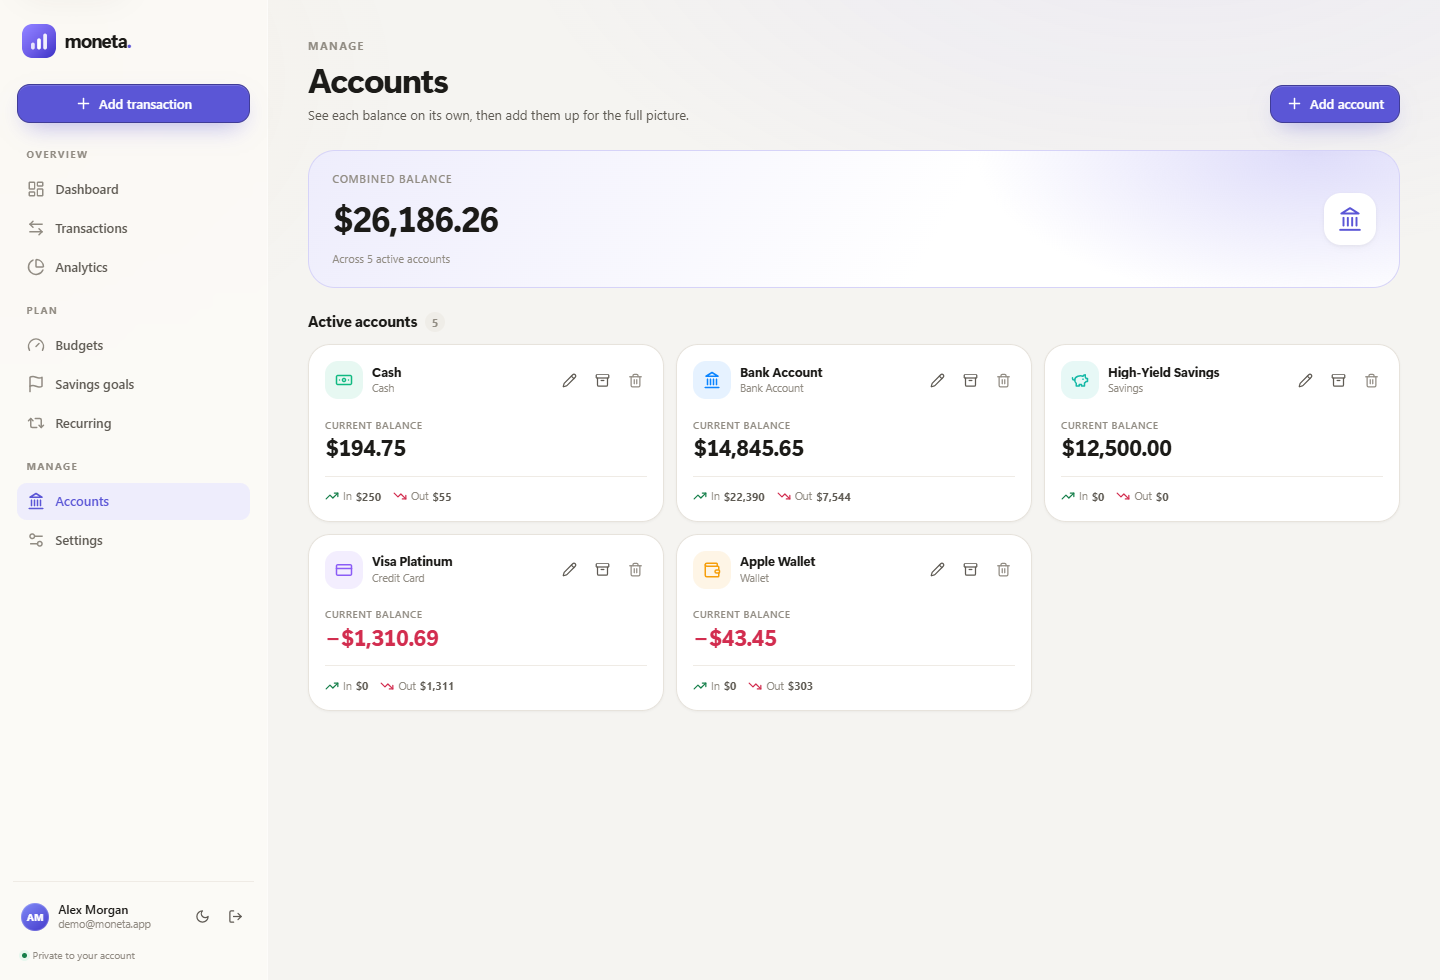 moneta.
Add transaction
OVERVIEW
Dashboard
Transactions
Analytics
PLAN
Budgets
Savings goals
Recurring
MANAGE
Accounts
Settings
AM
Alex Morgan
demo@moneta.app
Private to your account
MANAGE
Accounts
See each balance on its own, then add them up for the full picture.
Add account
COMBINED BALANCE
$26,186.26
Across 5 active accounts
Active accounts 5
Cash
Cash
CURRENT BALANCE
$194.75
In $250 Out $55
Bank Account
Bank Account
CURRENT BALANCE
$14,845.65
In $22,390 Out $7,544
High-Yield Savings
Savings
CURRENT BALANCE
$12,500.00
In $0 Out $0
Visa Platinum
Credit Card
CURRENT BALANCE
−$1,310.69
In $0 Out $1,311
Apple Wallet
Wallet
CURRENT BALANCE
−$43.45
In $0 Out $303